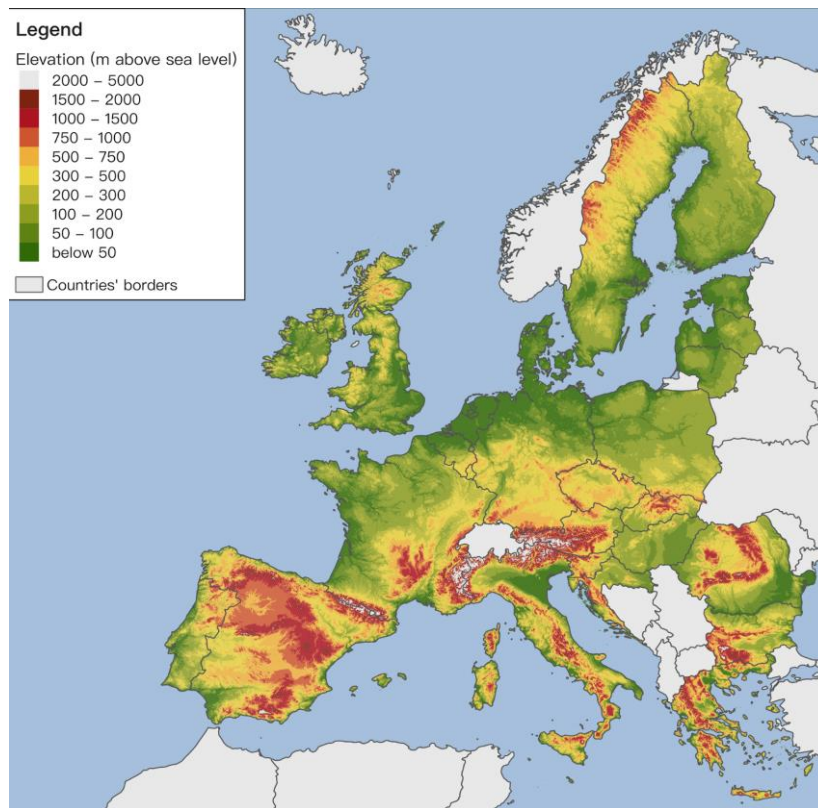 Legend
Elevation (m above sea level)
2000 – 5000
1500 – 2000
1000 – 1500
750 – 1000
500 – 750
300 – 500
200 – 300
100 – 200
50 – 100
below 50
Countries' borders